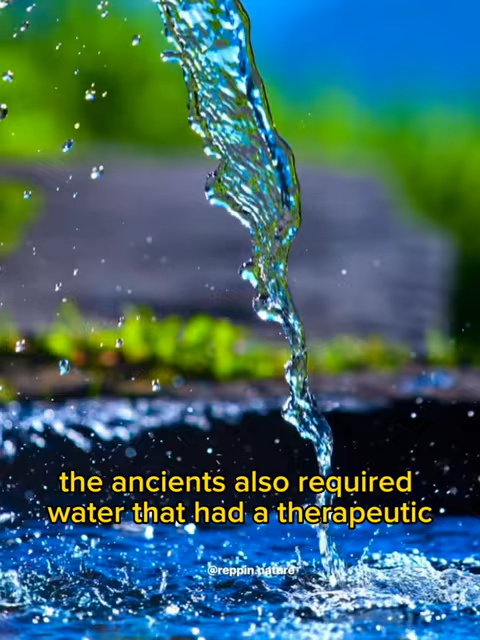 the ancients also required
water that had a therapeutic
@reppin.nature